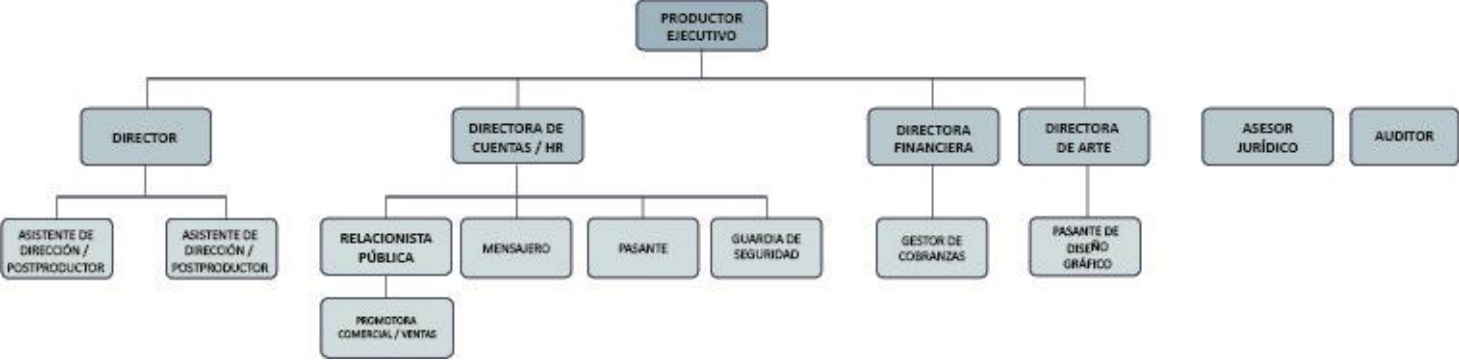 PRODUCTOR
EJECUTIVO
DIRECTOR
DIRECTORA DE
CUENTAS / HR
DIRECTORA
FINANCIERA
DIRECTORA
DE ARTE
ASESOR
JURÍDICO
AUDITOR
ASISTENTE DE
DIRECCIÓN /
POSTPRODUCTOR
ASISTENTE DE
DIRECCIÓN /
POSTPRODUCTOR
RELACIONISTA
PÚBLICA
MENSAJERO
PASANTE
GUARDIA DE
SEGURIDAD
GESTOR DE
COBRANZAS
PASANTE DE
DISEÑO
GRÁFICO
PROMOTORA
COMERCIAL / VENTAS